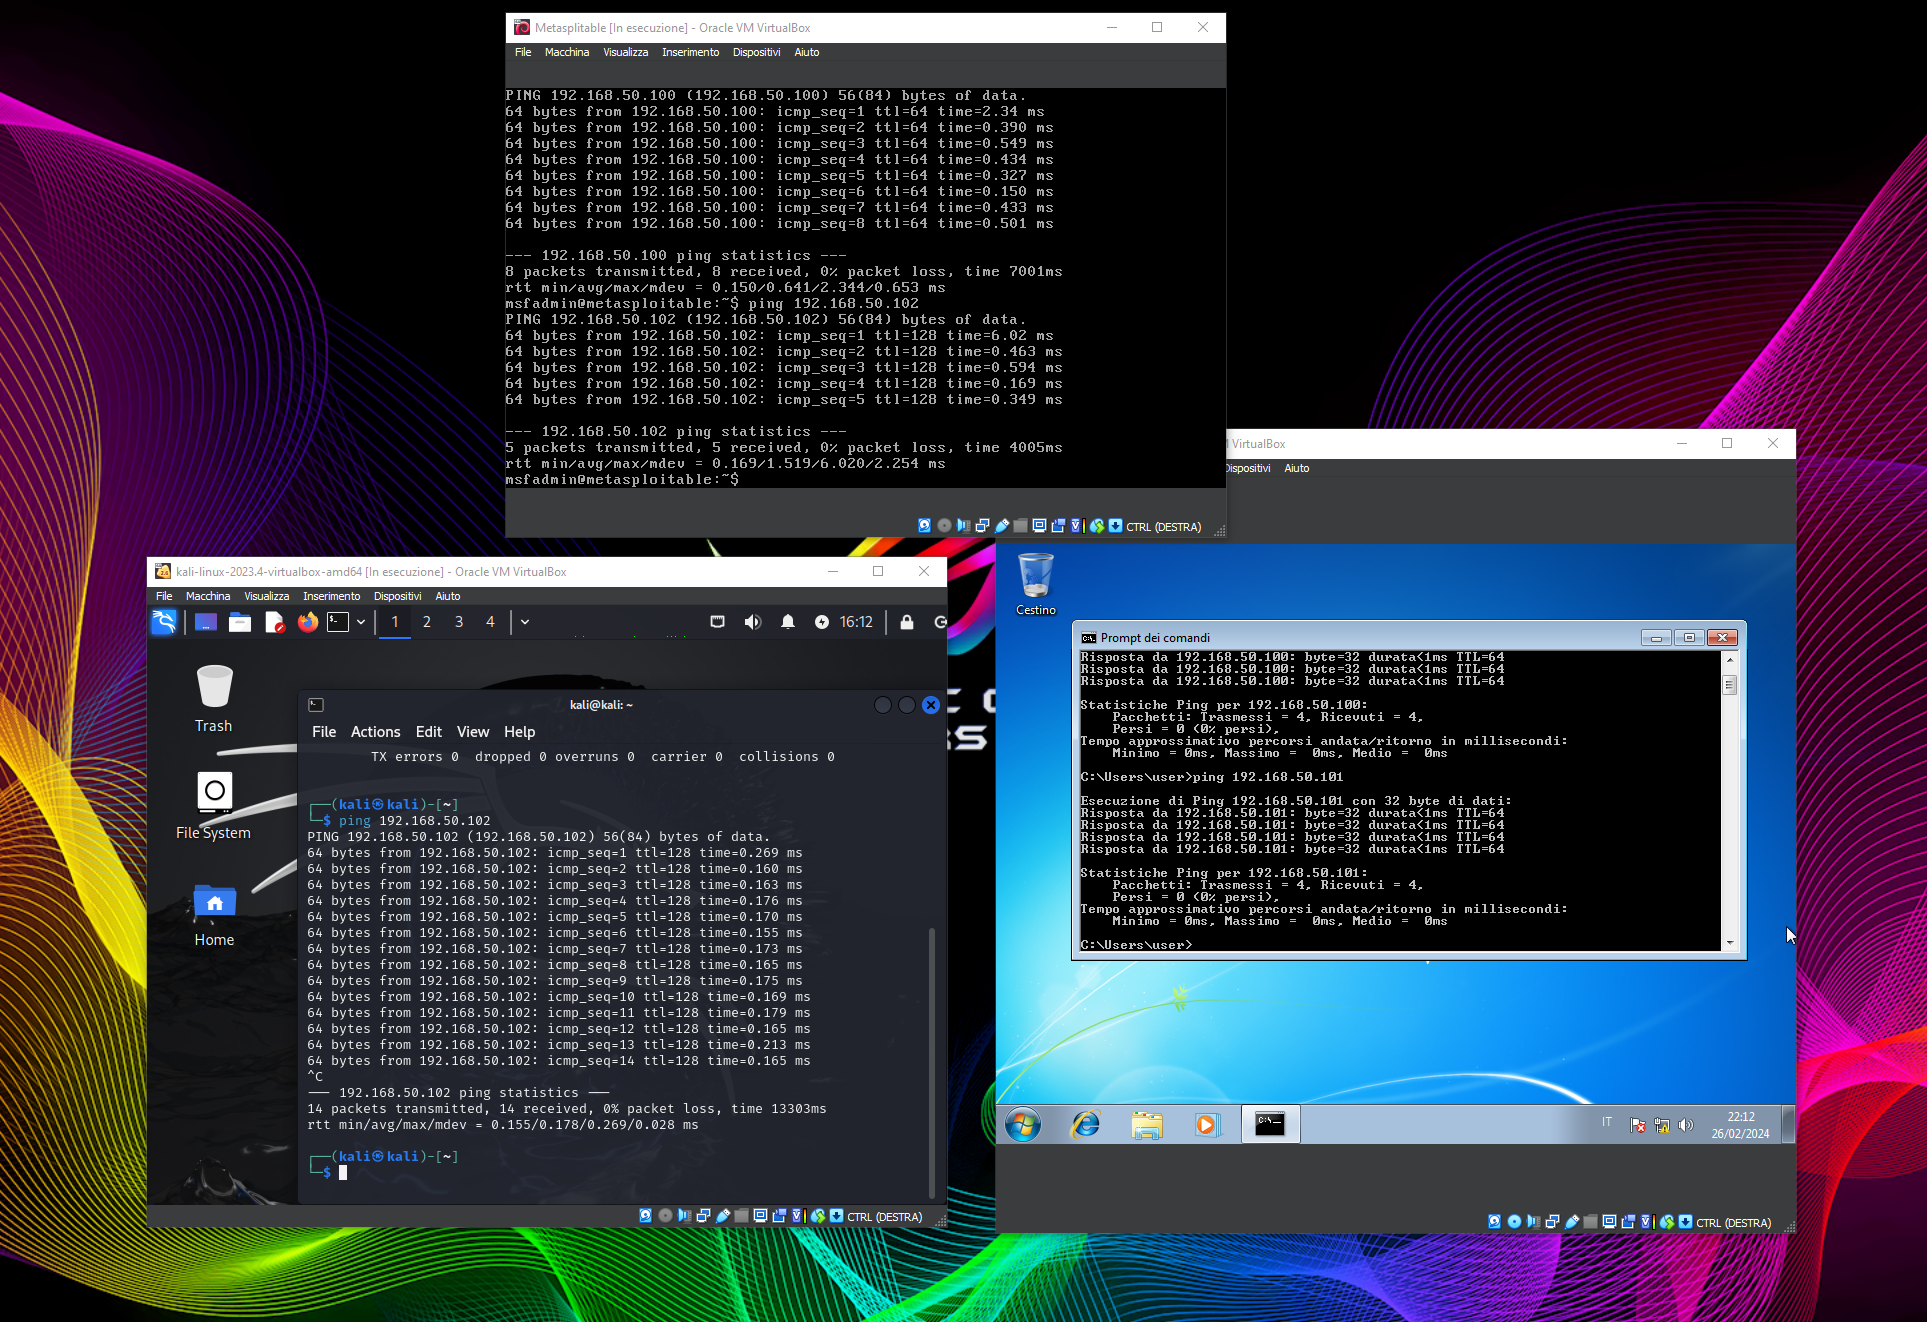 Metasplitable [In esecuzione] - Oracle VM VirtualBox
File Macchina Visualizza Inserimento Dispositivi Aiuto
PING 192.168.50.100 (192.168.50.100) 56(84) bytes of data.
64 bytes from 192.168.50.100: icmp_seq=1 ttl=64 time=2.34 ms
64 bytes from 192.168.50.100: icmp_seq=2 ttl=64 time=0.390 ms
64 bytes from 192.168.50.100: icmp_seq=3 ttl=64 time=0.549 ms
64 bytes from 192.168.50.100: icmp_seq=4 ttl=64 time=0.434 ms
64 bytes from 192.168.50.100: icmp_seq=5 ttl=64 time=0.327 ms
64 bytes from 192.168.50.100: icmp_seq=6 ttl=64 time=0.150 ms
64 bytes from 192.168.50.100: icmp_seq=7 ttl=64 time=0.433 ms
64 bytes from 192.168.50.100: icmp_seq=8 ttl=64 time=0.501 ms
--- 192.168.50.100 ping statistics ---
8 packets transmitted, 8 received, 0% packet loss, time 7001ms
rtt min/avg/max/mdev = 0.150/0.641/2.344/0.653 ms
msfadmin@metasploitable:~$ ping 192.168.50.102
PING 192.168.50.102 (192.168.50.102) 56(84) bytes of data.
64 bytes from 192.168.50.102: icmp_seq=1 ttl=128 time=6.02 ms
64 bytes from 192.168.50.102: icmp_seq=2 ttl=128 time=0.463 ms
64 bytes from 192.168.50.102: icmp_seq=3 ttl=128 time=0.594 ms
64 bytes from 192.168.50.102: icmp_seq=4 ttl=128 time=0.169 ms
64 bytes from 192.168.50.102: icmp_seq=5 ttl=128 time=0.349 ms
--- 192.168.50.102 ping statistics ---
5 packets transmitted, 5 received, 0% packet loss, time 4005ms
rtt min/avg/max/mdev = 0.169/1.519/6.020/2.254 ms
msfadmin@metasploitable:~$
CTRL (DESTRA)
kali-linux-2023.4-virtualbox-amd64 [In esecuzione] - Oracle VM VirtualBox
File Macchina Visualizza Inserimento Dispositivi Aiuto
1 2 3 4 16:12
Trash
File System
Home
kali@kali: ~
File Actions Edit View Help
TX errors 0 dropped 0 overruns 0 carrier 0 collisions 0
┌──(kali㉿kali)-[~]
└─$ ping 192.168.50.102
PING 192.168.50.102 (192.168.50.102) 56(84) bytes of data.
64 bytes from 192.168.50.102: icmp_seq=1 ttl=128 time=0.269 ms
64 bytes from 192.168.50.102: icmp_seq=2 ttl=128 time=0.160 ms
64 bytes from 192.168.50.102: icmp_seq=3 ttl=128 time=0.163 ms
64 bytes from 192.168.50.102: icmp_seq=4 ttl=128 time=0.176 ms
64 bytes from 192.168.50.102: icmp_seq=5 ttl=128 time=0.170 ms
64 bytes from 192.168.50.102: icmp_seq=6 ttl=128 time=0.155 ms
64 bytes from 192.168.50.102: icmp_seq=7 ttl=128 time=0.173 ms
64 bytes from 192.168.50.102: icmp_seq=8 ttl=128 time=0.165 ms
64 bytes from 192.168.50.102: icmp_seq=9 ttl=128 time=0.175 ms
64 bytes from 192.168.50.102: icmp_seq=10 ttl=128 time=0.169 ms
64 bytes from 192.168.50.102: icmp_seq=11 ttl=128 time=0.179 ms
64 bytes from 192.168.50.102: icmp_seq=12 ttl=128 time=0.165 ms
64 bytes from 192.168.50.102: icmp_seq=13 ttl=128 time=0.213 ms
64 bytes from 192.168.50.102: icmp_seq=14 ttl=128 time=0.165 ms
^C
--- 192.168.50.102 ping statistics ---
14 packets transmitted, 14 received, 0% packet loss, time 13303ms
rtt min/avg/max/mdev = 0.155/0.178/0.269/0.028 ms
┌──(kali㉿kali)-[~]
└─$
CTRL (DESTRA)
VirtualBox
Dispositivi Aiuto
Cestino
Prompt dei comandi
Risposta da 192.168.50.100: byte=32 durata<1ms TTL=64
Risposta da 192.168.50.100: byte=32 durata<1ms TTL=64
Risposta da 192.168.50.100: byte=32 durata<1ms TTL=64
Statistiche Ping per 192.168.50.100:
Pacchetti: Trasmessi = 4, Ricevuti = 4,
Persi = 0 (0% persi),
Tempo approssimativo percorsi andata/ritorno in millisecondi:
Minimo = 0ms, Massimo = 0ms, Medio = 0ms
C:\Users\user>ping 192.168.50.101
Esecuzione di Ping 192.168.50.101 con 32 byte di dati:
Risposta da 192.168.50.101: byte=32 durata<1ms TTL=64
Risposta da 192.168.50.101: byte=32 durata<1ms TTL=64
Risposta da 192.168.50.101: byte=32 durata<1ms TTL=64
Risposta da 192.168.50.101: byte=32 durata<1ms TTL=64
Statistiche Ping per 192.168.50.101:
Pacchetti: Trasmessi = 4, Ricevuti = 4,
Persi = 0 (0% persi),
Tempo approssimativo percorsi andata/ritorno in millisecondi:
Minimo = 0ms, Massimo = 0ms, Medio = 0ms
C:\Users\user>
IT
22:12
26/02/2024
CTRL (DESTRA)